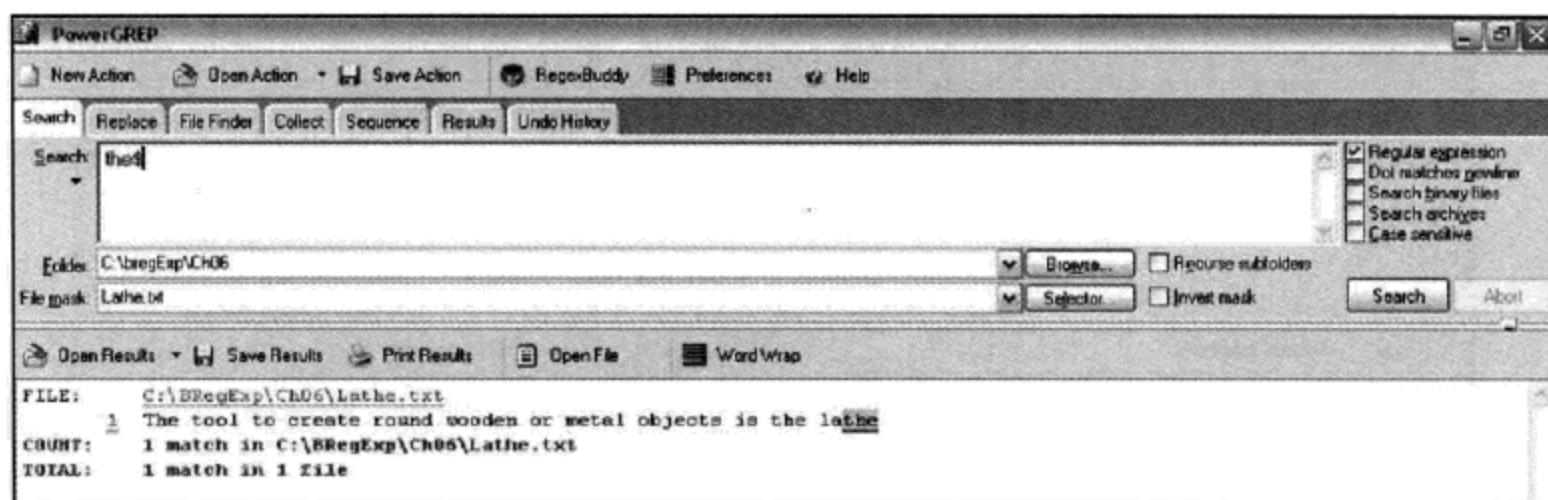 PowerGREP
New Action Open Action Save Action RegexBuddy Preferences Help
Search Replace File Finder Collect Sequence Results Undo History
Search: the$
Regular expression
Dot matches newline
Search binary files
Search archives
Case sensitive
Folder: C:\bregExp\Ch06 Browse... Recurse subfolders
File mask: Lathe.txt Selector... Invert mask Search Abort
Open Results Save Results Print Results Open File Word Wrap
FILE: C:\BRegExp\Ch06\Lathe.txt
1 The tool to create round wooden or metal objects is the lathe
COUNT: 1 match in C:\BRegExp\Ch06\Lathe.txt
TOTAL: 1 match in 1 file